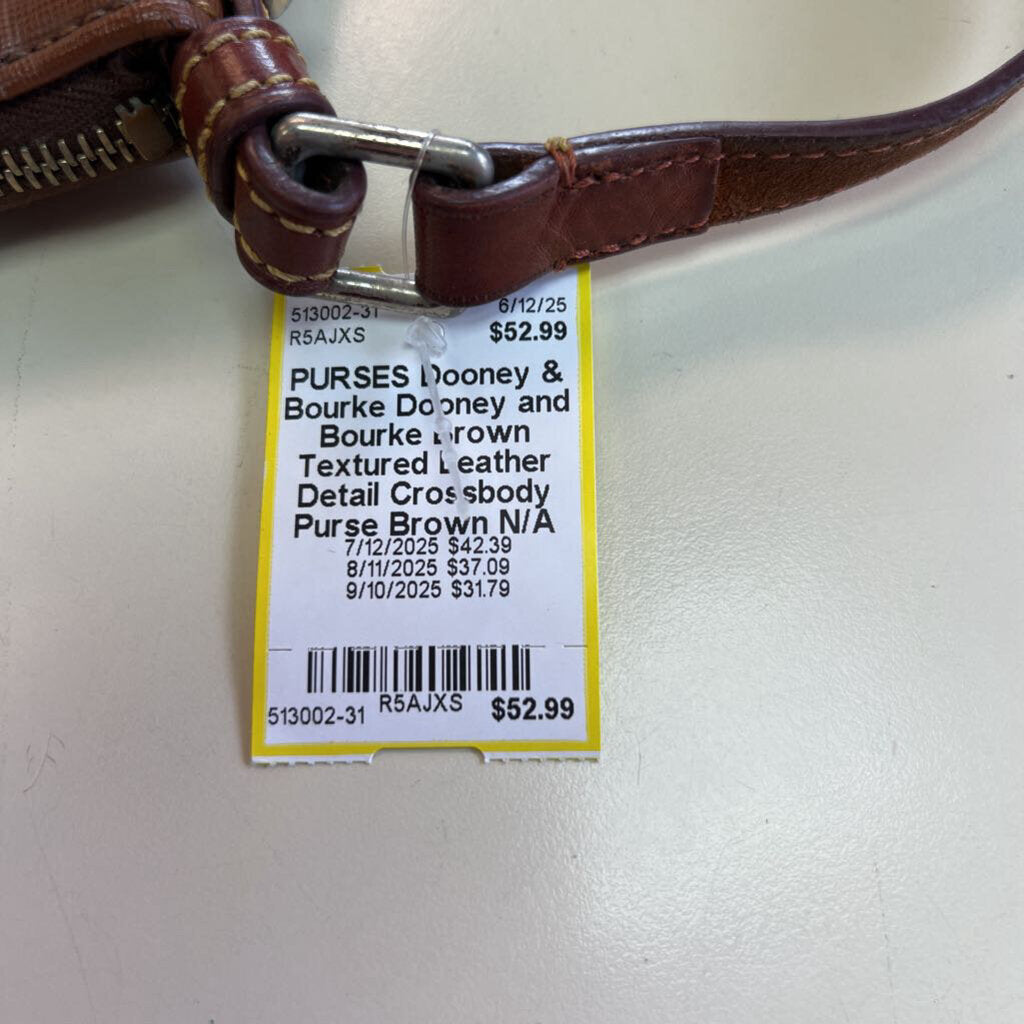 513002-31 6/12/25
R5AJXS $52.99
PURSES Dooney &
Bourke Dooney and
Bourke Brown
Textured Leather
Detail Crossbody
Purse Brown N/A
7/12/2025 $42.39
8/11/2025 $37.09
9/10/2025 $31.79
513002-31 R5AJXS $52.99